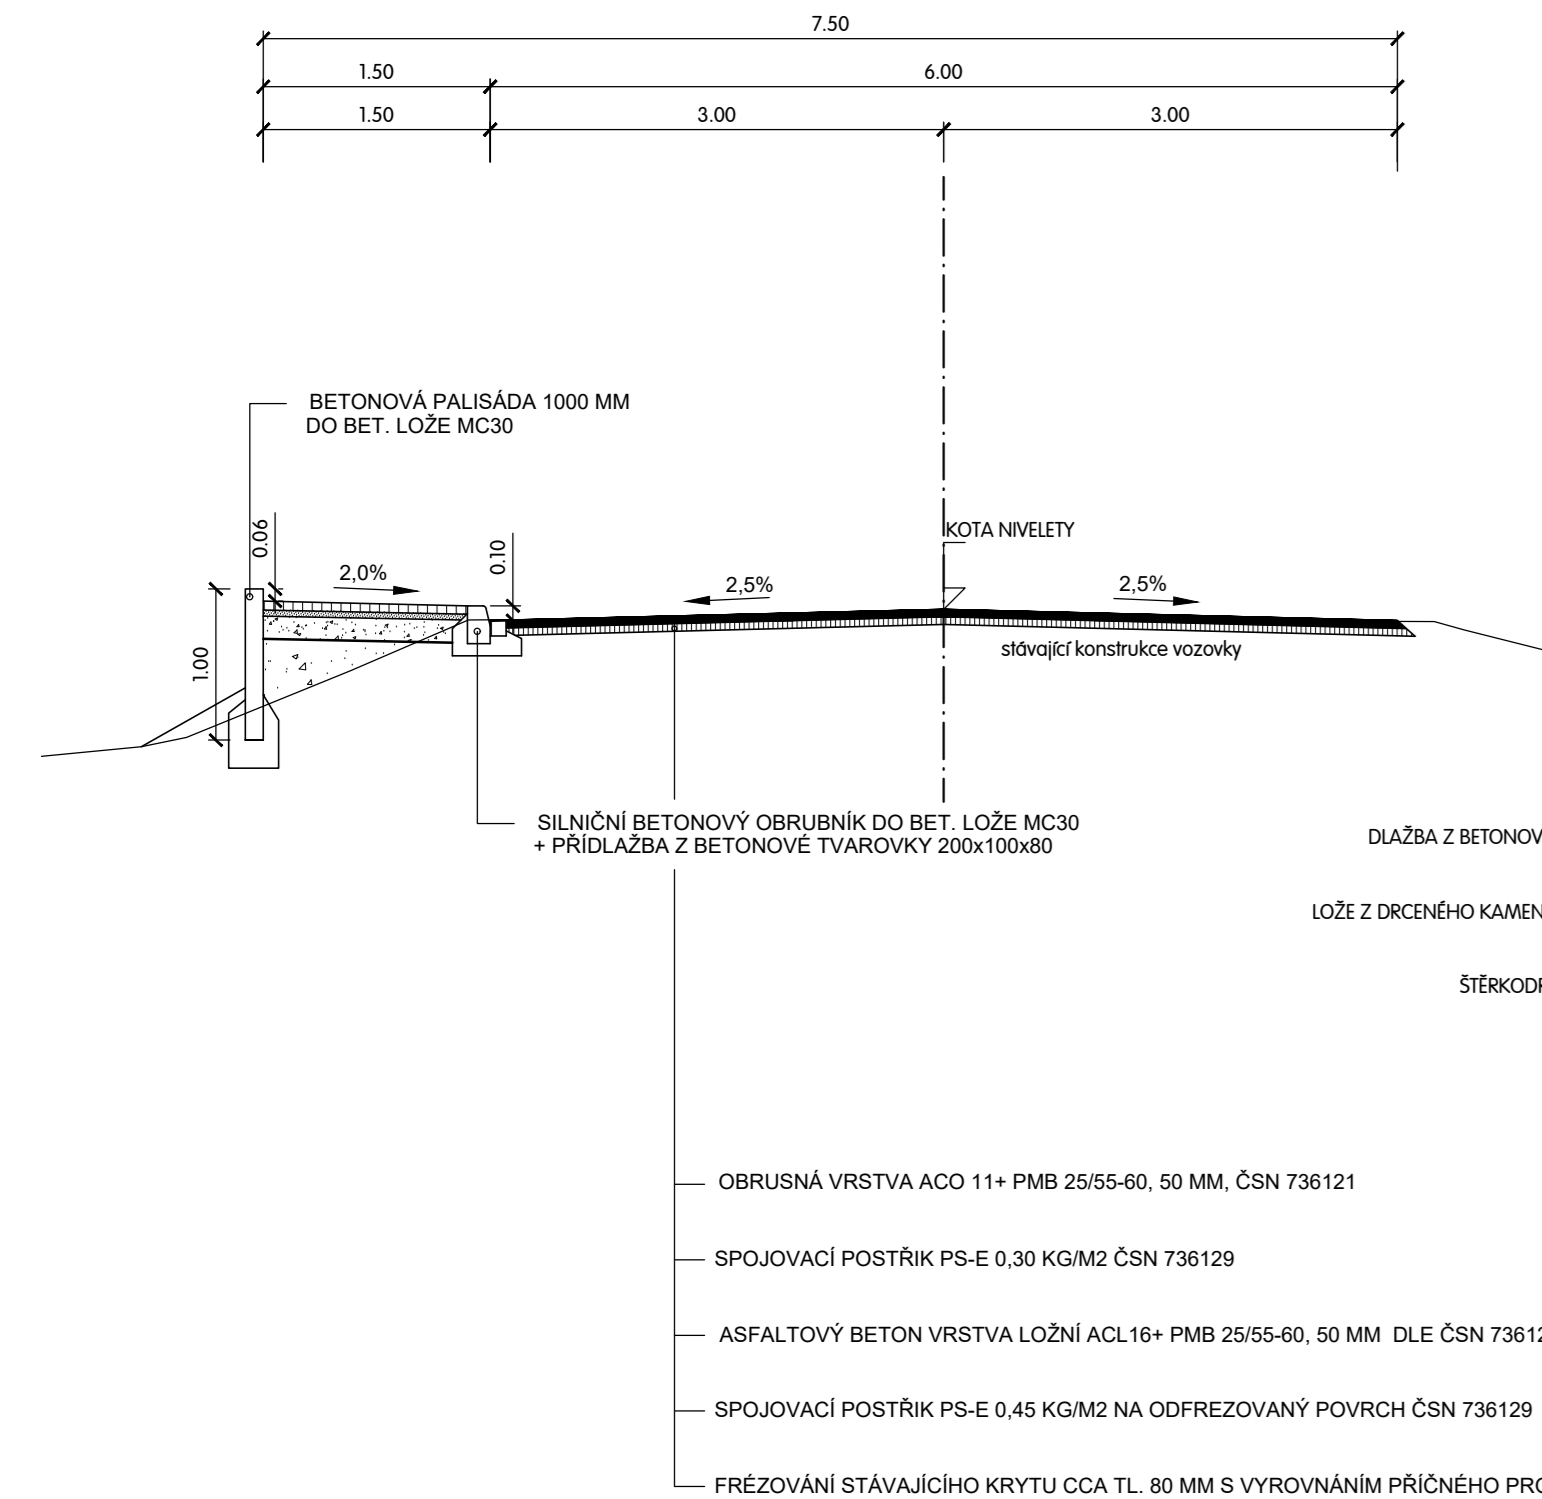 7.50
1.50 6.00
1.50 3.00 3.00
BETONOVÁ PALISÁDA 1000 MM
DO BET. LOŽE MC30
0.06
0.10
KOTA NIVELETY
2,0%
2,5%
2,5%
1.00
stávající konstrukce vozovky
SILNIČNÍ BETONOVÝ OBRUBNÍK DO BET. LOŽE MC30
+ PŘÍDLAŽBA Z BETONOVÉ TVAROVKY 200x100x80
DLAŽBA Z BETONOV
LOŽE Z DRCENÉHO KAMEN
ŠTĚRKODR
OBRUSNÁ VRSTVA ACO 11+ PMB 25/55-60, 50 MM, ČSN 736121
SPOJOVACÍ POSTŘIK PS-E 0,30 KG/M2 ČSN 736129
ASFALTOVÝ BETON VRSTVA LOŽNÍ ACL16+ PMB 25/55-60, 50 MM DLE ČSN 73612
SPOJOVACÍ POSTŘIK PS-E 0,45 KG/M2 NA ODFREZOVANÝ POVRCH ČSN 736129
FRÉZOVÁNÍ STÁVAJÍCÍHO KRYTU CCA TL. 80 MM S VYROVNÁNÍM PŘÍČNÉHO PRO